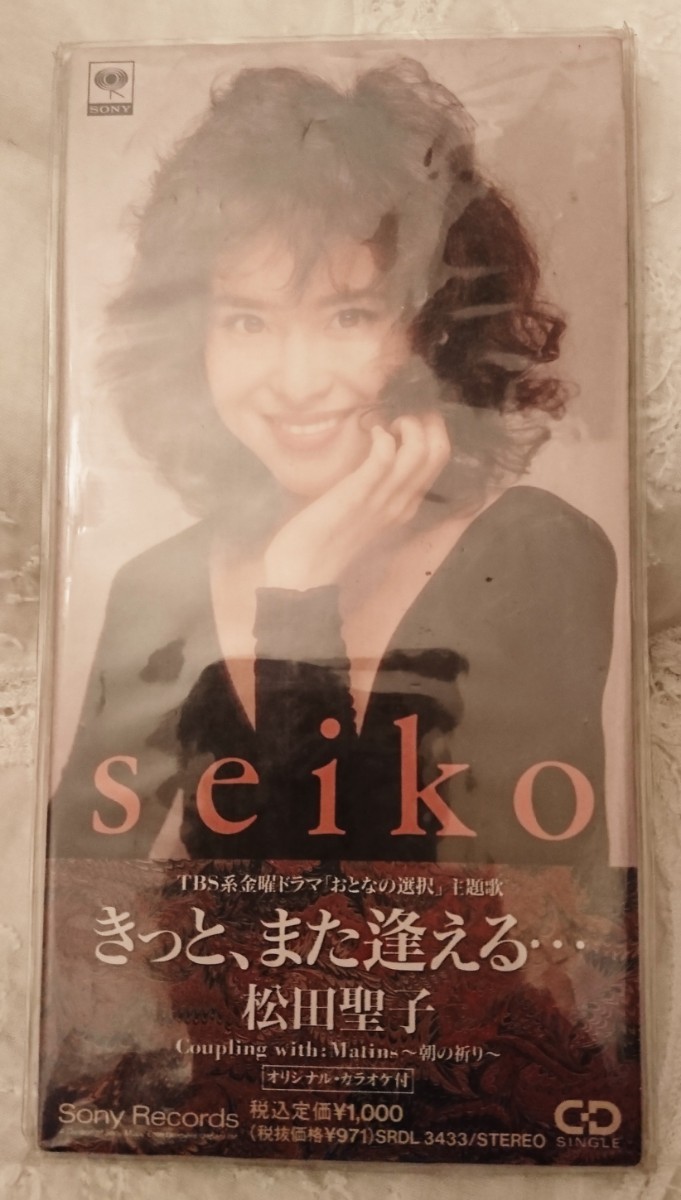 SONY
seiko
TBS系金曜ドラマ「おとなの選択」主題歌
きっと、また逢える…
松田聖子
Coupling with: Matins～朝の祈り～
オリジナル・カラオケ付
Sony Records 税込定価¥1,000
(税抜価格¥971)SRDL 3433/STEREO
CD
SINGLE